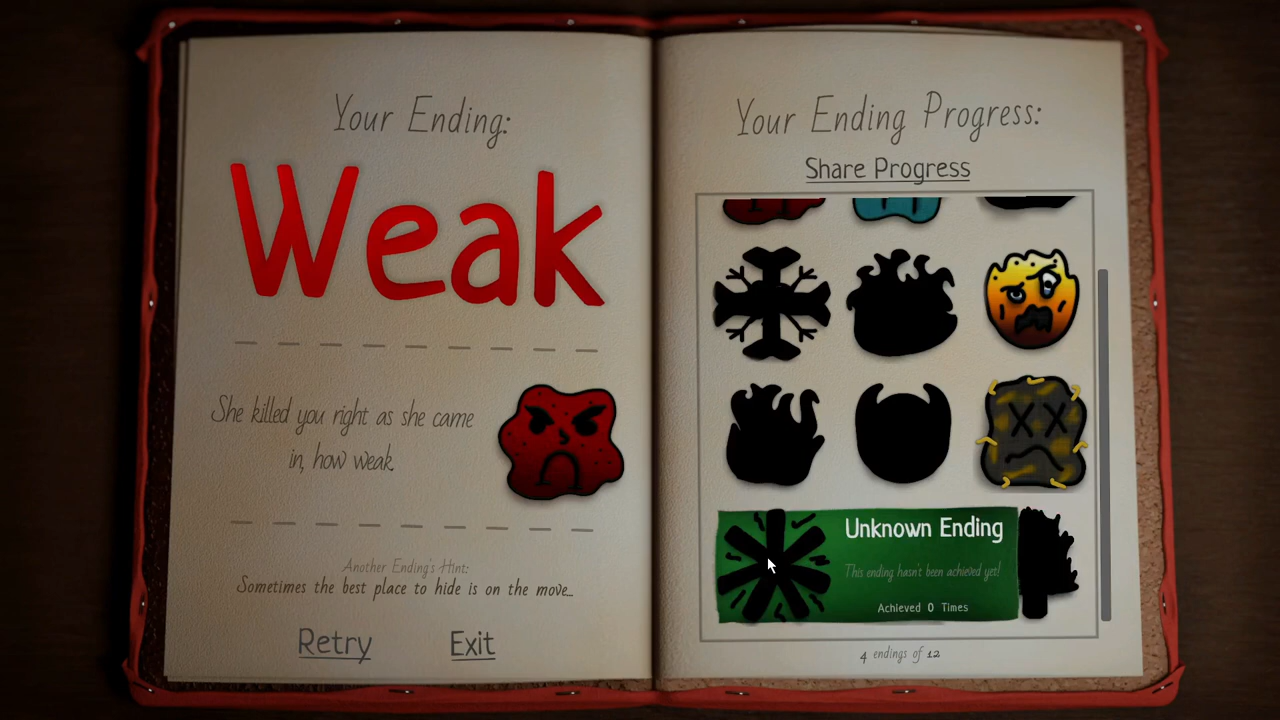 Your Ending:
Weak
She killed you right as she came
in, how weak.
Another Ending's Hint:
Sometimes the best place to hide is on the move...
Retry
Exit
Your Ending Progress:
Share Progress
Unknown Ending
This ending hasn't been achieved yet!
Achieved 0 Times
4 endings of 12